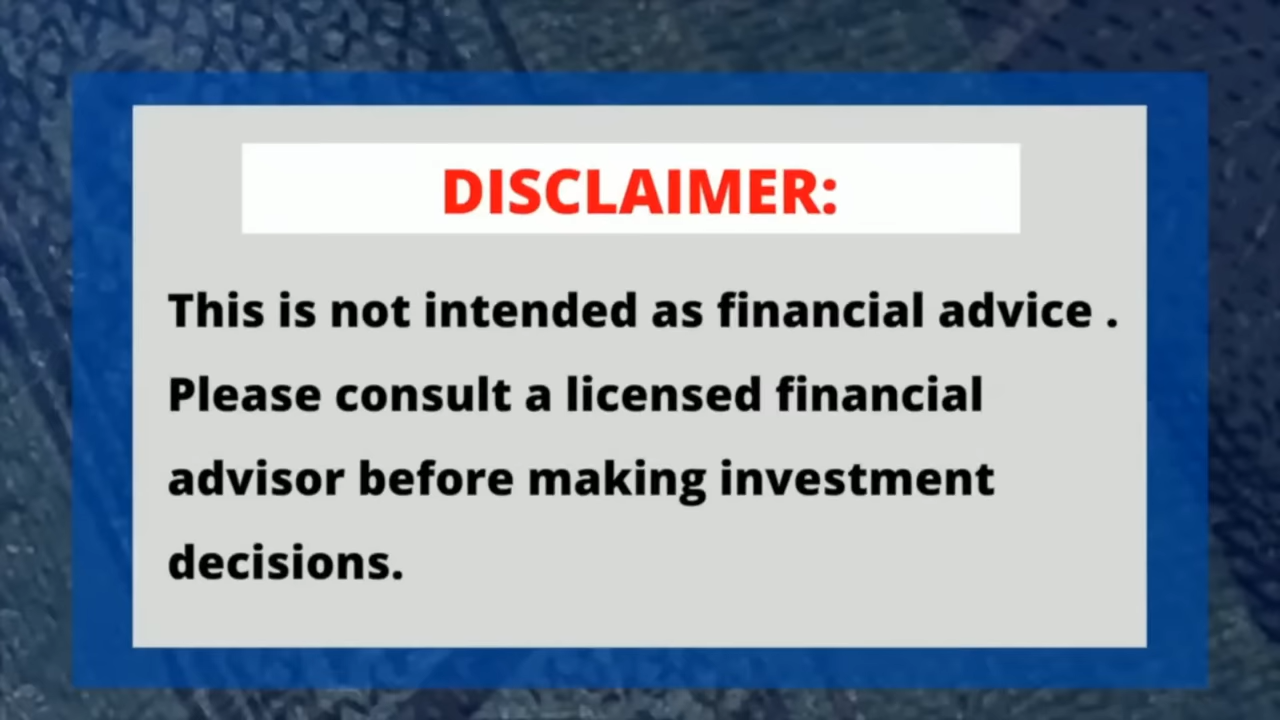 DISCLAIMER:
This is not intended as financial advice .
Please consult a licensed financial
advisor before making investment
decisions.